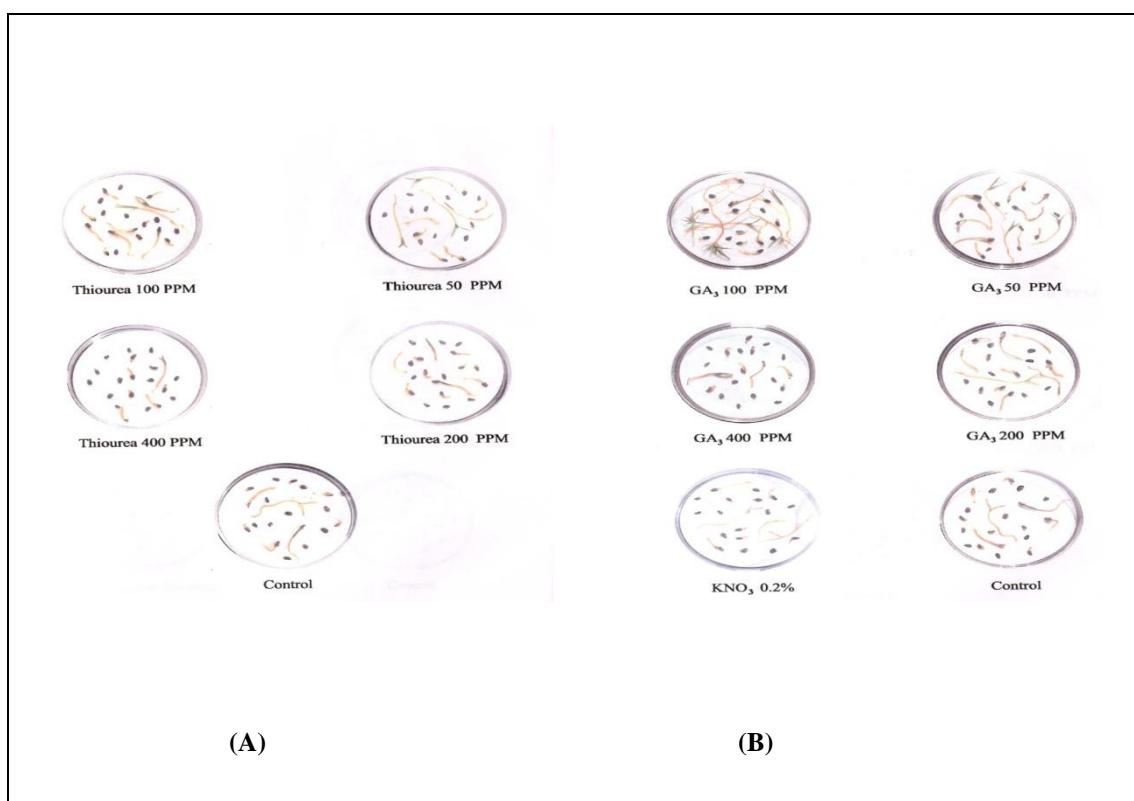 Thiourea 100 PPM
Thiourea 50 PPM
Thiourea 400 PPM
Thiourea 200 PPM
Control
GA₃ 100 PPM
GA₃ 50 PPM
GA₃ 400 PPM
GA₃ 200 PPM
KNO₃ 0.2%
Control
(A)
(B)